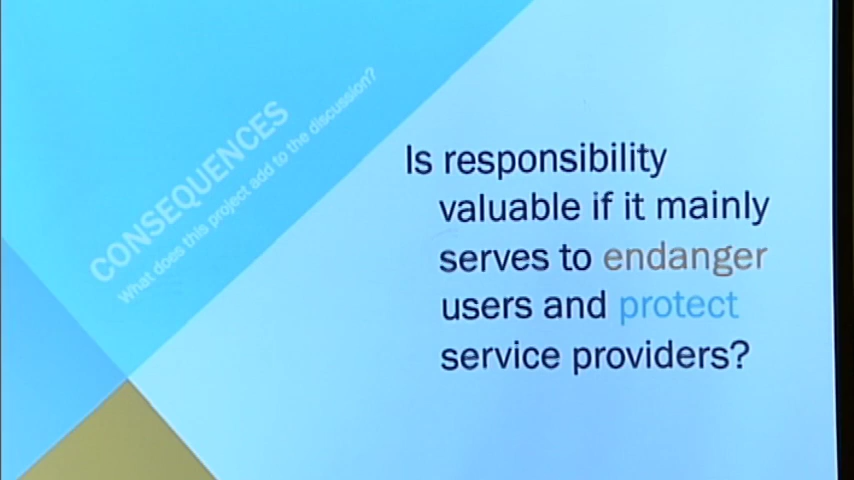 CONSEQUENCES
What does this project add to the discussion?
Is responsibility
valuable if it mainly
serves to endanger
users and protect
service providers?